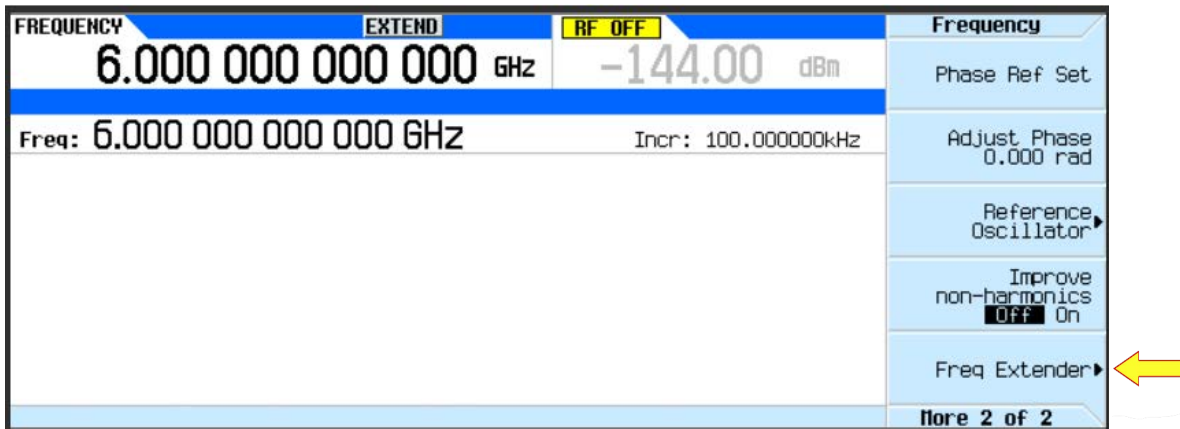 FREQUENCY EXTEND RF OFF
6.000 000 000 000 GHz -144.00 dBm
Freq: 6.000 000 000 000 GHz Incr: 100.000000kHz
Frequency
Phase Ref Set
Adjust Phase
0.000 rad
Reference
Oscillator
Improve
non-harmonics
Off On
Freq Extender
More 2 of 2